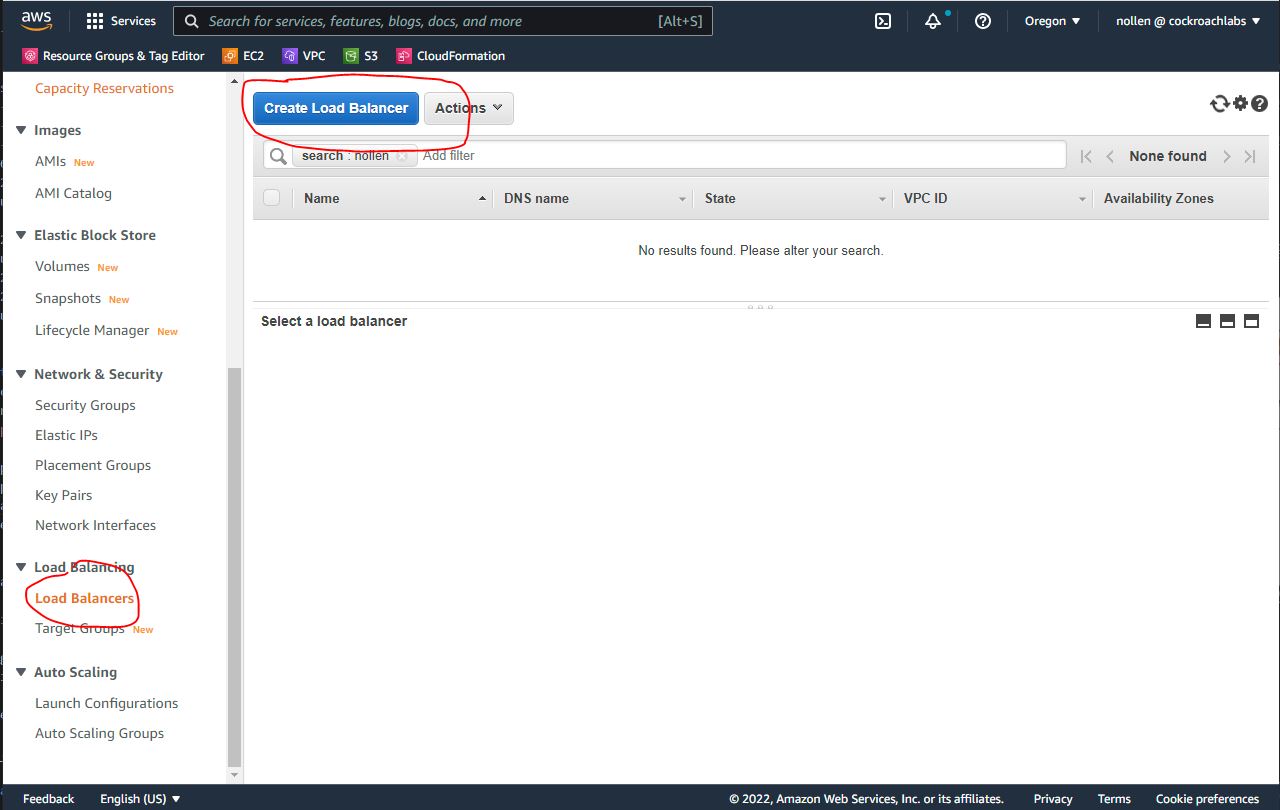 aws Services Search for services, features, blogs, docs, and more [Alt+S] Oregon nollen @ cockroachlabs
Resource Groups & Tag Editor EC2 VPC S3 CloudFormation
Capacity Reservations
Images
AMIs New
AMI Catalog
Elastic Block Store
Volumes New
Snapshots New
Lifecycle Manager New
Network & Security
Security Groups
Elastic IPs
Placement Groups
Key Pairs
Network Interfaces
Load Balancing
Load Balancers
Target Groups New
Auto Scaling
Launch Configurations
Auto Scaling Groups
Create Load Balancer Actions
search : nollen Add filter None found
Name DNS name State VPC ID Availability Zones
No results found. Please alter your search.
Select a load balancer
Feedback English (US) © 2022, Amazon Web Services, Inc. or its affiliates. Privacy Terms Cookie preferences